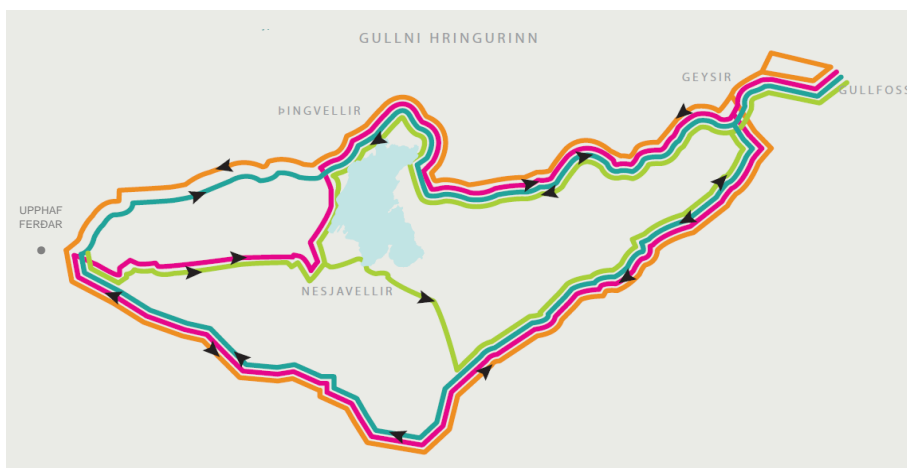 GULLNI HRINGURINN
GEYSIR
GULLFOSS
ÞINGVELLIR
UPPHAF
FERÐAR
NESJAVELLIR